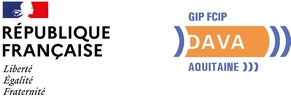 RÉPUBLIQUE
FRANÇAISE
Liberté
Égalité
Fraternité
GIP FCIP
DAVA
AQUITAINE )))